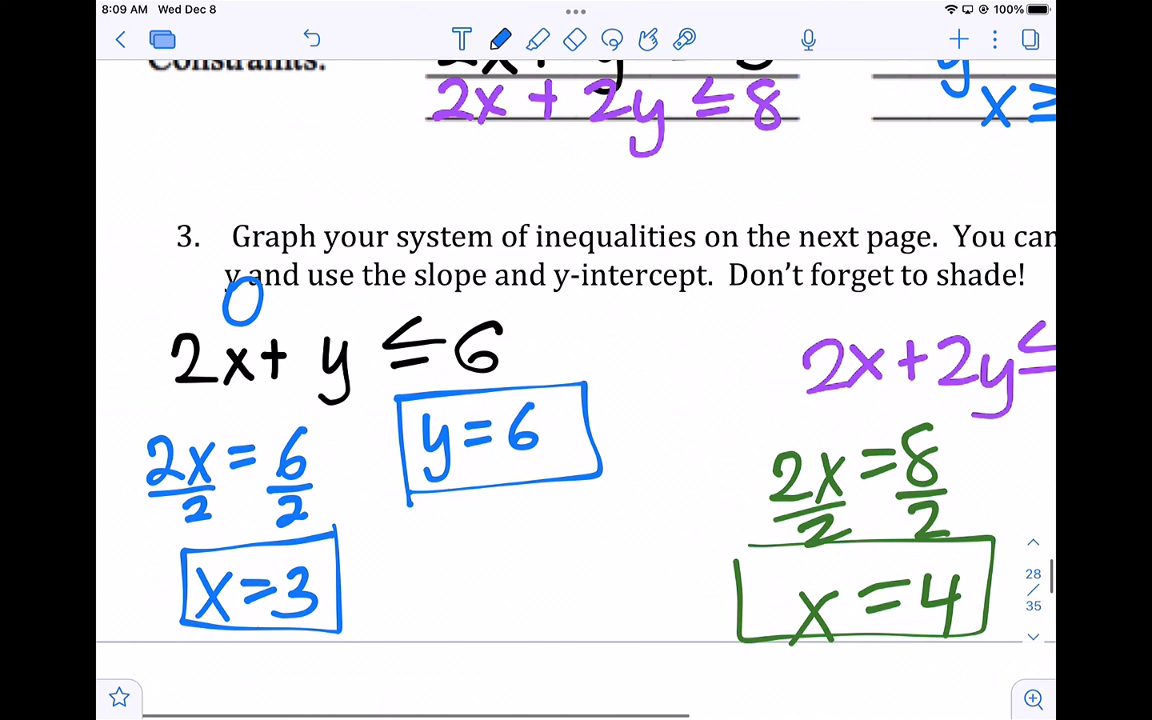 8:09 AM Wed Dec 8
100%
Constraints:
2x + 2y ≤ 8
y
x ≥
3. Graph your system of inequalities on the next page. You can
y and use the slope and y-intercept. Don't forget to shade!
0
2x + y ≤ 6
2x + 2y ≤
y = 6
2x = 6
2 2
2x = 8
2 2
x = 3
x = 4
28
/
35